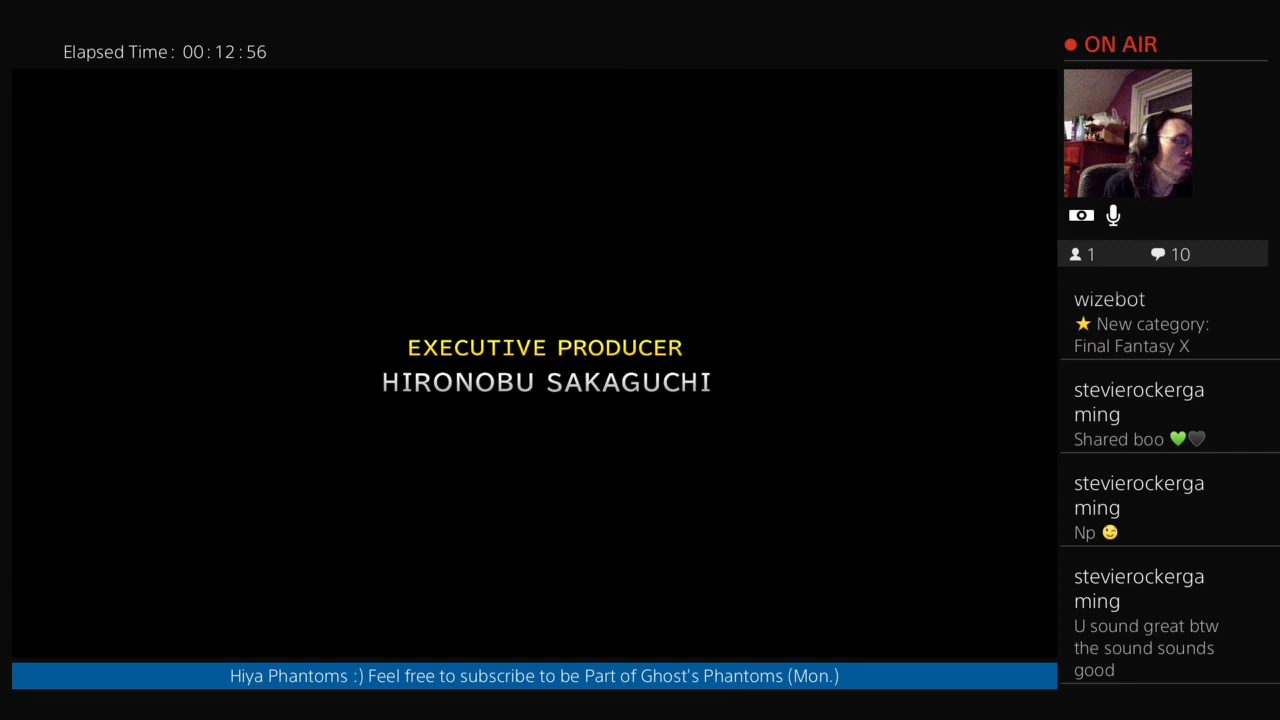 Elapsed Time: 00:12:56
ON AIR
EXECUTIVE PRODUCER
HIRONOBU SAKAGUCHI
1
10
wizebot
⭐ New category:
Final Fantasy X
stevierockerga
ming
Shared boo 💚🖤
stevierockerga
ming
Np 😉
stevierockerga
ming
U sound great btw
the sound sounds
good
Hiya Phantoms :) Feel free to subscribe to be Part of Ghost's Phantoms (Mon.)